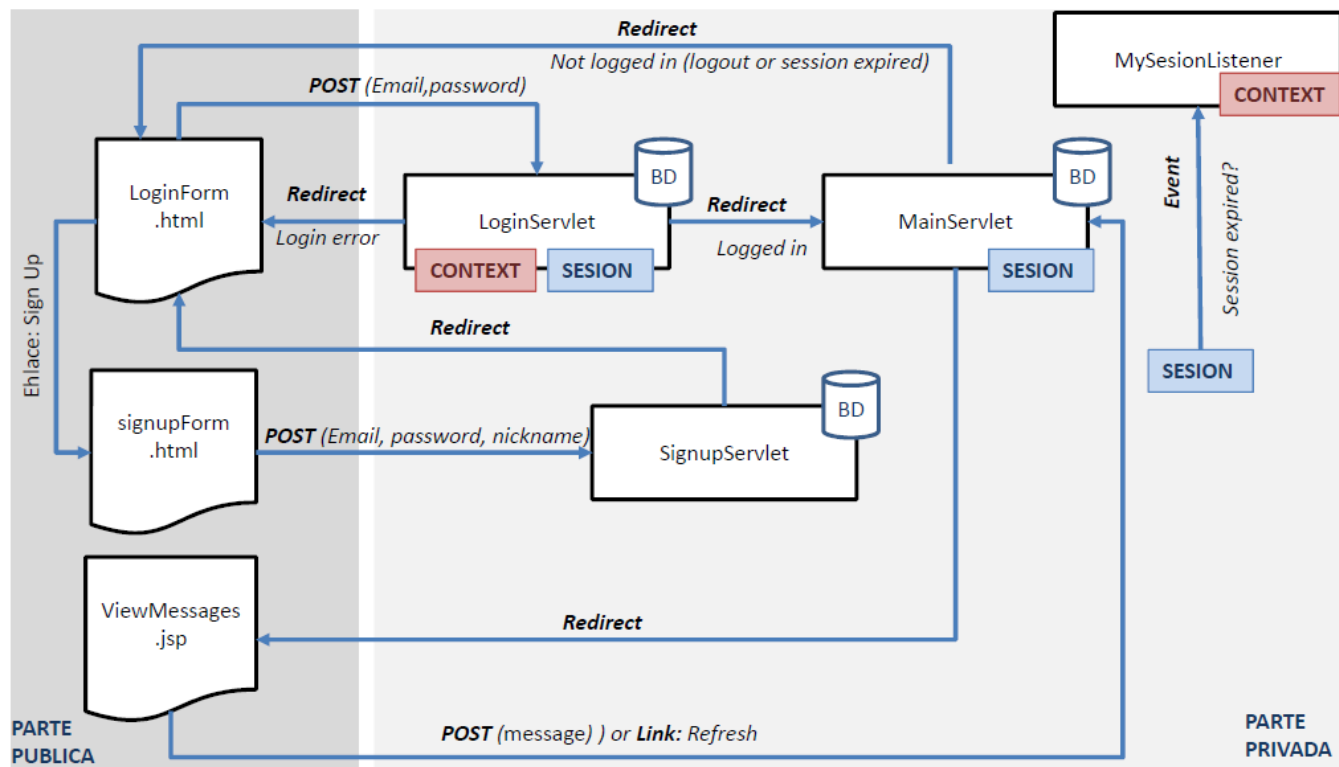 Redirect
Not logged in (logout or session expired)
MySesionListener
CONTEXT
POST (Email,password)
LoginForm
.html
Redirect
Login error
BD
LoginServlet
CONTEXT
SESION
Redirect
Logged in
BD
MainServlet
SESION
Event
Session expired?
SESION
Ehlace: Sign Up
Redirect
signupForm
.html
POST (Email, password, nickname)
BD
SignupServlet
ViewMessages
.jsp
Redirect
PARTE
PUBLICA
POST (message) ) or Link: Refresh
PARTE
PRIVADA